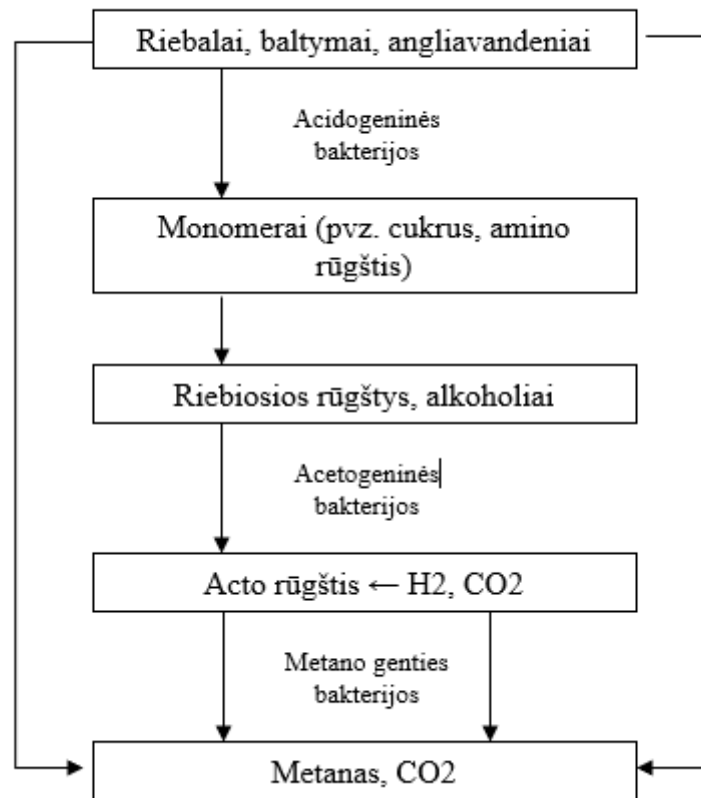 Riebalai, baltymai, angliavandeniai
Acidogeninės
bakterijos
Monomerai (pvz. cukrus, amino
rūgštis)
Riebiosios rūgštys, alkoholiai
Acetogeninės
bakterijos
Acto rūgštis ← H2, CO2
Metano genties
bakterijos
Metanas, CO2